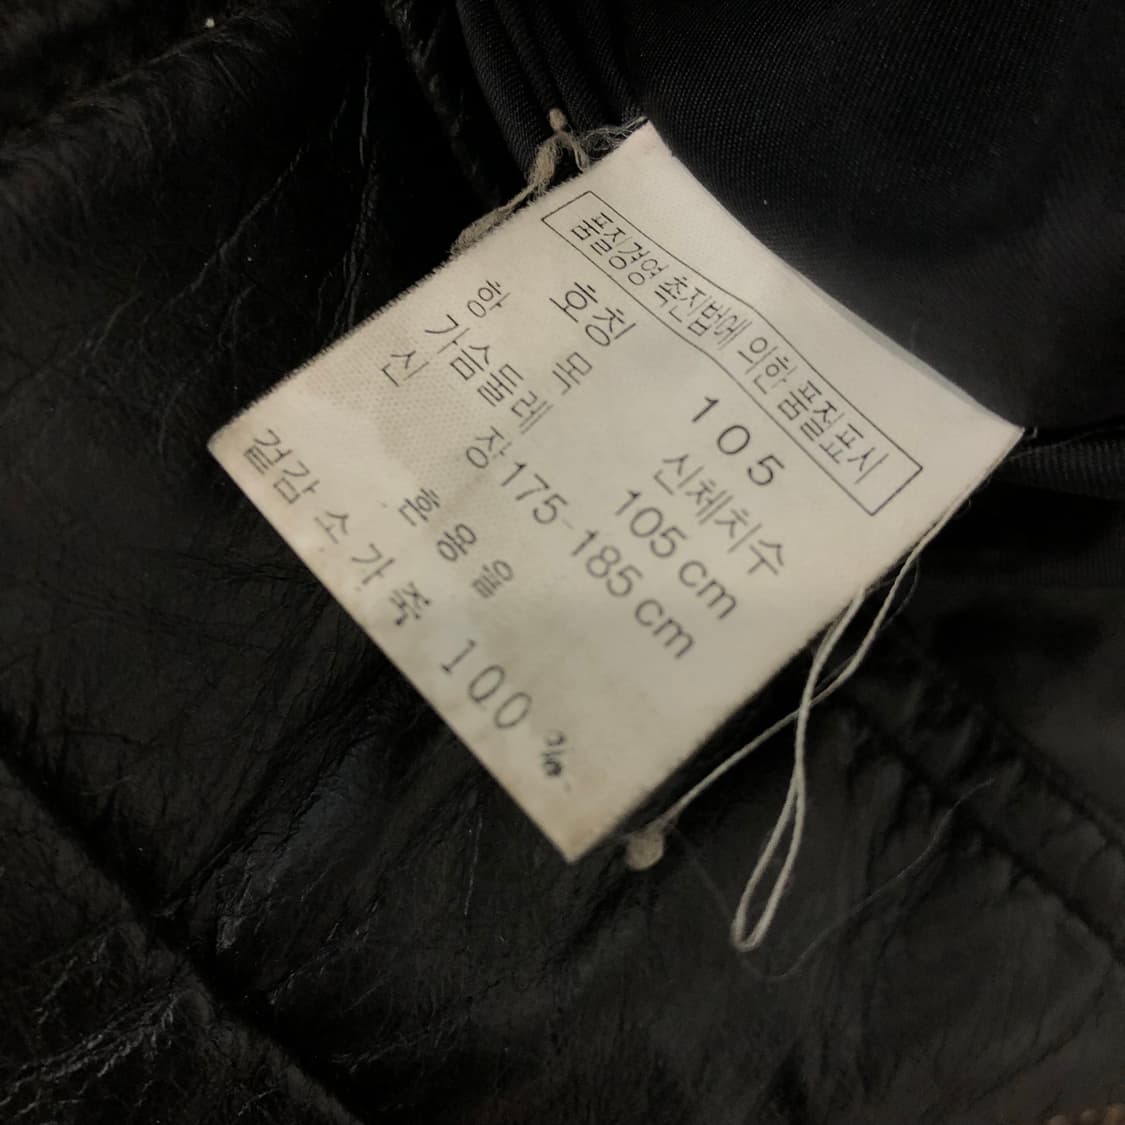 품질경영 촉진법에 의한 품질표시
호칭 105
항 목 신체치수
가슴둘레 105 cm
신 장 175-185 cm
혼용율
겉감 소가죽 100 %